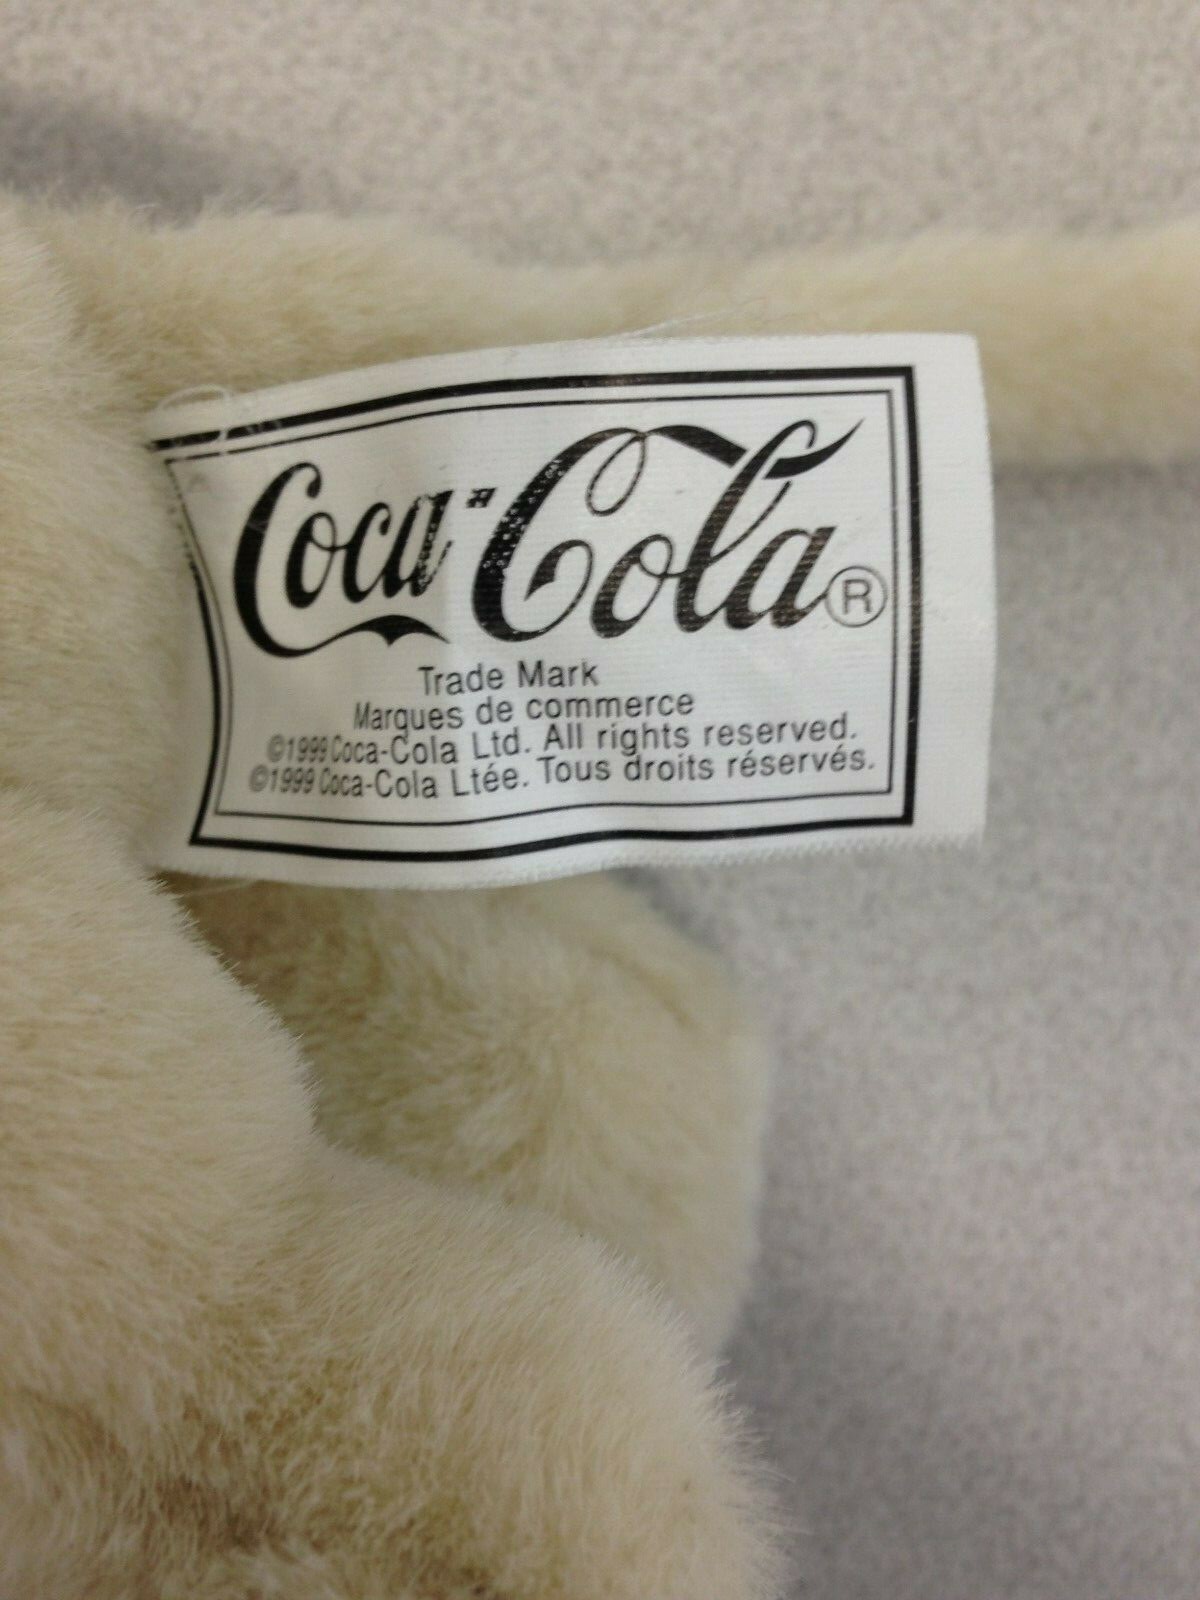 Coca-Cola®
Trade Mark
Marques de commerce
©1999 Coca-Cola Ltd. All rights reserved.
©1999 Coca-Cola Ltée. Tous droits réservés.